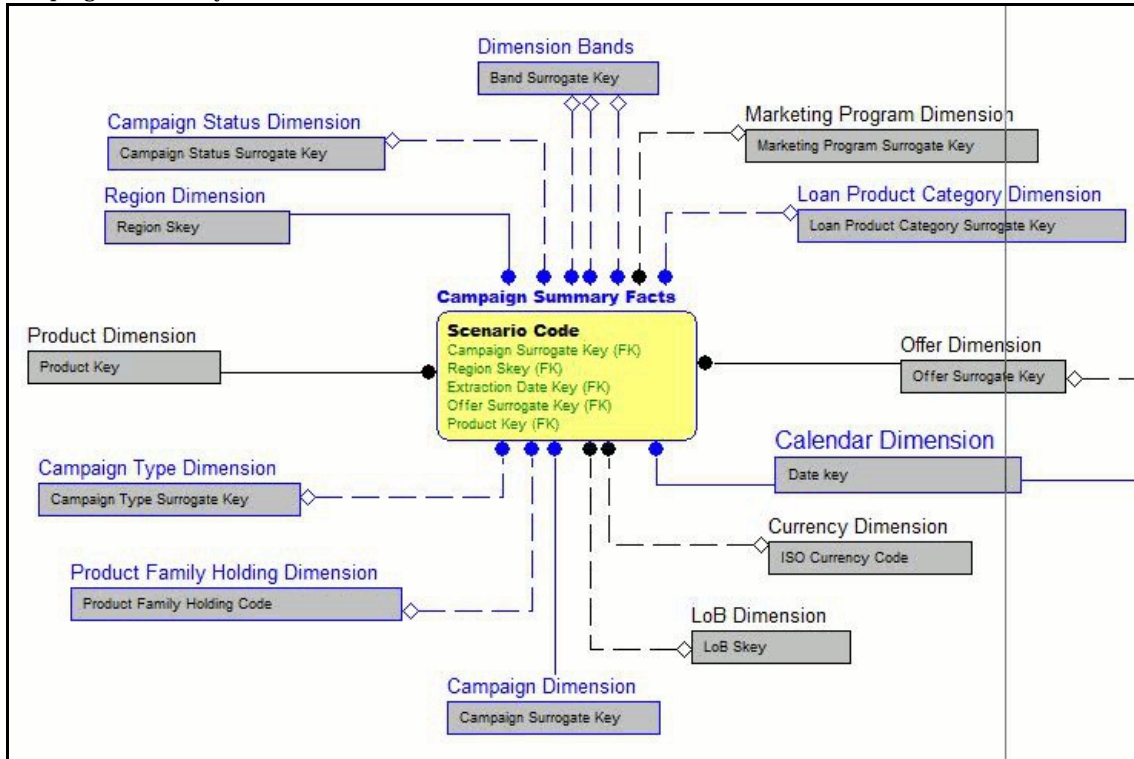 Dimension Bands
Band Surrogate Key
Campaign Status Dimension
Campaign Status Surrogate Key
Marketing Program Dimension
Marketing Program Surrogate Key
Region Dimension
Region Skey
Loan Product Category Dimension
Loan Product Category Surrogate Key
Campaign Summary Facts
Scenario Code
Campaign Surrogate Key (FK)
Region Skey (FK)
Extraction Date Key (FK)
Offer Surrogate Key (FK)
Product Key (FK)
Product Dimension
Product Key
Offer Dimension
Offer Surrogate Key
Calendar Dimension
Date key
Campaign Type Dimension
Campaign Type Surrogate Key
Currency Dimension
ISO Currency Code
Product Family Holding Dimension
Product Family Holding Code
LoB Dimension
LoB Skey
Campaign Dimension
Campaign Surrogate Key